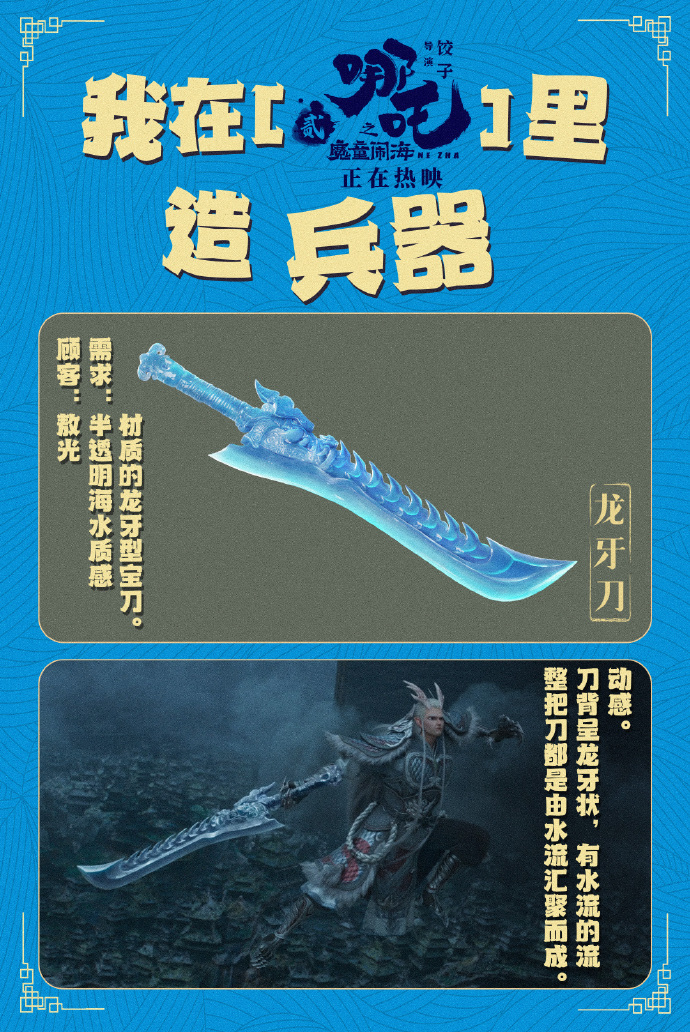 我在[
导演
饺子
哪吒
贰
之
魔童闹海
NE ZHA
正在热映
]里
造兵器
顾客：敖光
需求：半透明海水质感
材质的龙牙型宝刀。
龙牙刀
整把刀都是由水流汇聚而成。
刀背呈龙牙状，有水流的流
动感。